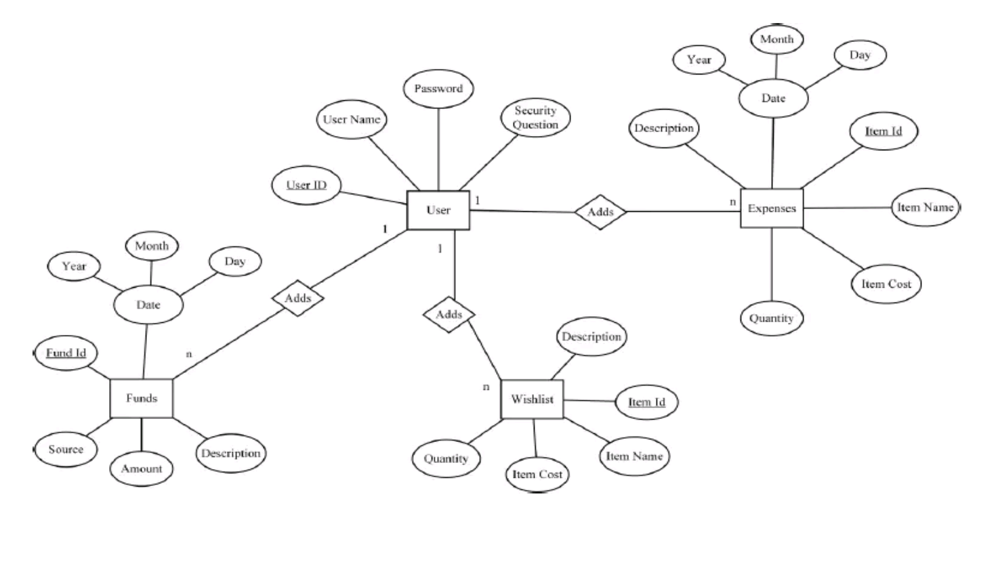 Month
Year
Day
Date
Password
User Name
Security
Question
Description
Item Id
User ID
User
1
Adds
n
Expenses
Item Name
1
1
Month
Year
Day
Date
Adds
Adds
Item Cost
Quantity
Description
Fund Id
n
n
Funds
Wishlist
Item Id
Source
Amount
Description
Quantity
Item Cost
Item Name